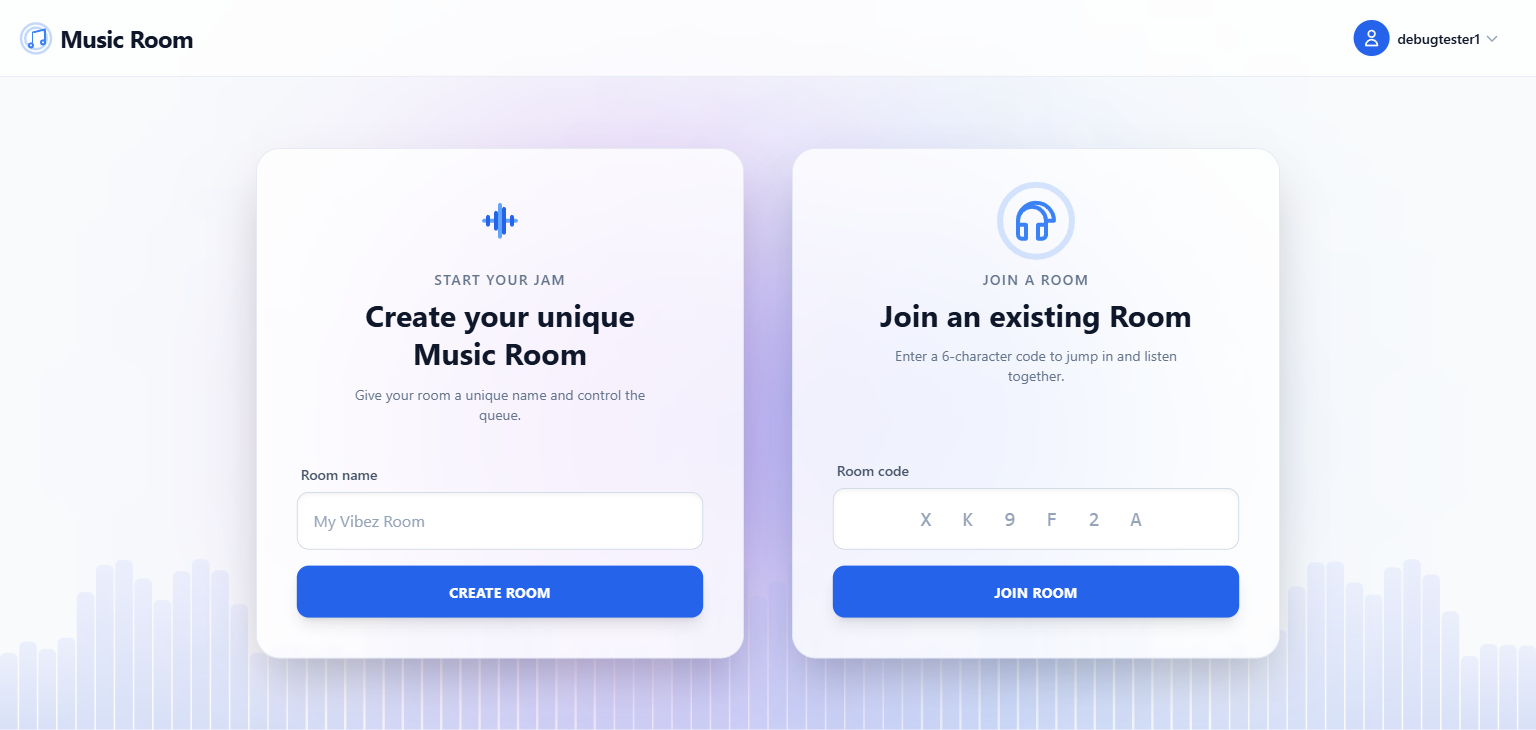 Music Room
debugtester1
START YOUR JAM
Create your unique
Music Room
Give your room a unique name and control the
queue.
Room name
My Vibez Room
CREATE ROOM
JOIN A ROOM
Join an existing Room
Enter a 6-character code to jump in and listen
together.
Room code
X K 9 F 2 A
JOIN ROOM